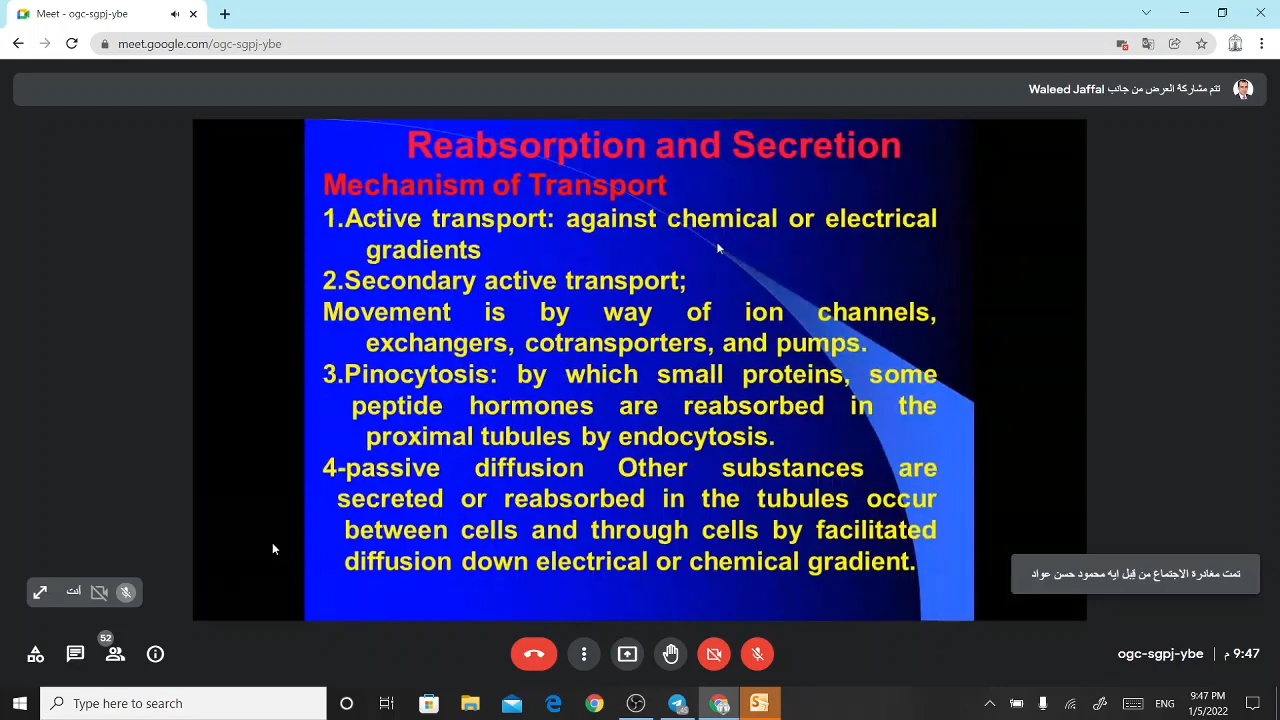 Meet - ogc-sgpj-ybe
meet.google.com/ogc-sgpj-ybe
تتم مشاركة العرض من جانب Waleed Jaffal
Reabsorption and Secretion
Mechanism of Transport
1.Active transport: against chemical or electrical
gradients
2.Secondary active transport;
Movement is by way of ion channels,
exchangers, cotransporters, and pumps.
3.Pinocytosis: by which small proteins, some
peptide hormones are reabsorbed in the
proximal tubules by endocytosis.
4-passive diffusion Other substances are
secreted or reabsorbed in the tubules occur
between cells and through cells by facilitated
diffusion down electrical or chemical gradient.
تمت مغادرة الاجتماع من قِبل ايه محمود حسن عواد
أنت
52
ogc-sgpj-ybe | 9:47 م
Type here to search
ENG
9:47 PM
1/5/2022